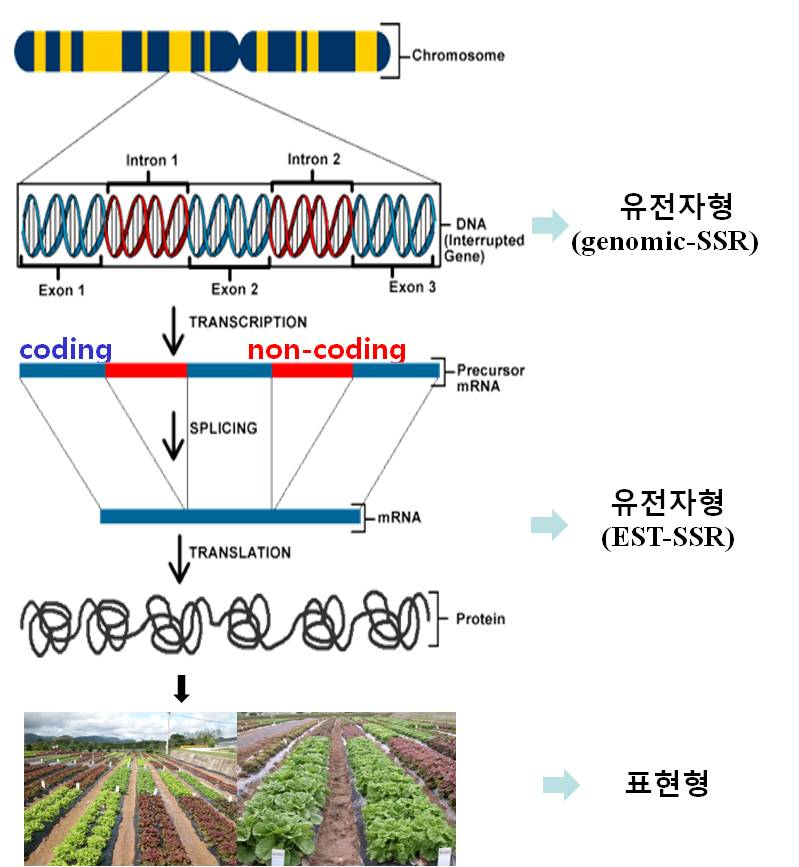 Chromosome
Intron 1
Intron 2
DNA
(Interrupted
Gene)
Exon 1
Exon 2
Exon 3
유전자형
(genomic-SSR)
TRANSCRIPTION
coding
non-coding
Precursor
mRNA
SPLICING
mRNA
유전자형
(EST-SSR)
TRANSLATION
Protein
표현형